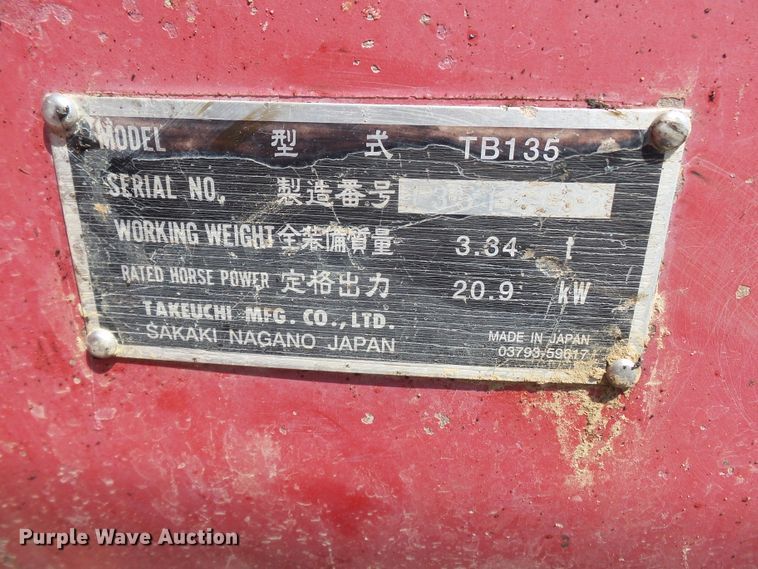 MODEL 型式 TB135
SERIAL NO, 製造番号
WORKING WEIGHT 全装備質量 3.34 t
RATED HORSE POWER 定格出力 20.9 kW
TAKEUCHI MFG. CO., LTD.
SAKAKI NAGANO JAPAN
MADE IN JAPAN
03793-59617
Purple Wave Auction